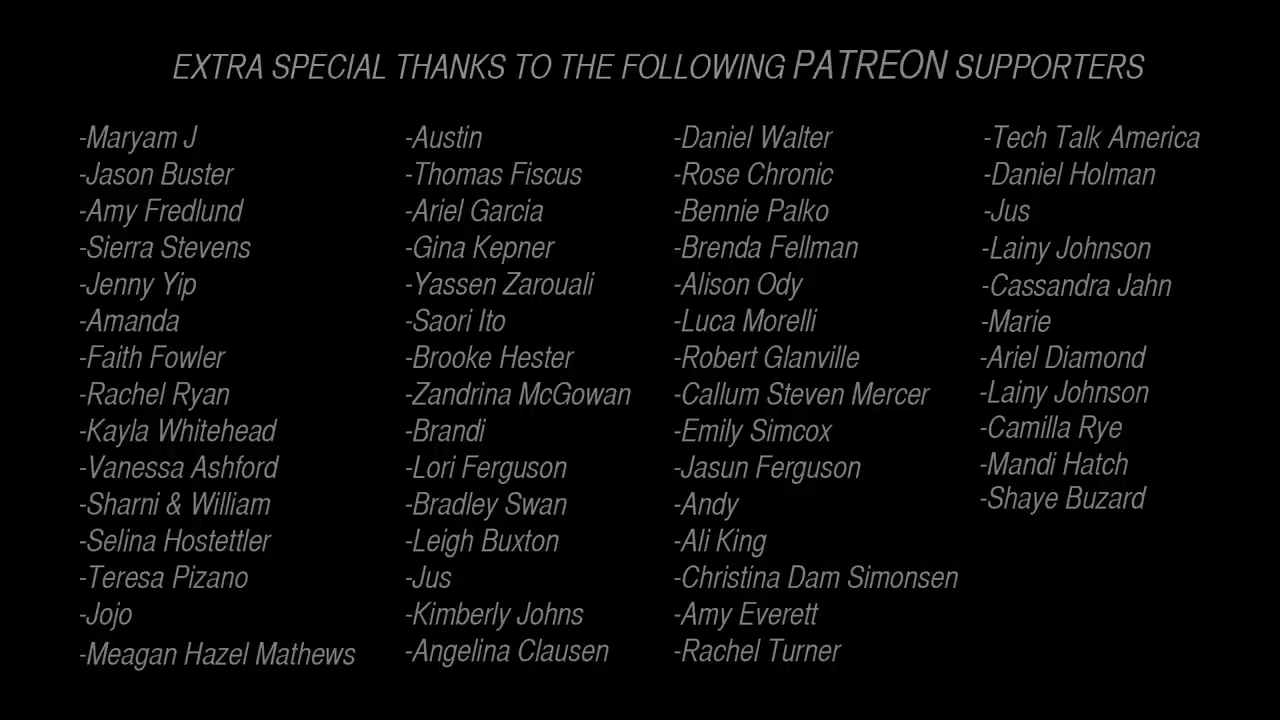 EXTRA SPECIAL THANKS TO THE FOLLOWING PATREON SUPPORTERS
-Maryam J
-Jason Buster
-Amy Fredlund
-Sierra Stevens
-Jenny Yip
-Amanda
-Faith Fowler
-Rachel Ryan
-Kayla Whitehead
-Vanessa Ashford
-Sharni & William
-Selina Hostettler
-Teresa Pizano
-Jojo
-Meagan Hazel Mathews
-Austin
-Thomas Fiscus
-Ariel Garcia
-Gina Kepner
-Yassen Zarouali
-Saori Ito
-Brooke Hester
-Zandrina McGowan
-Brandi
-Lori Ferguson
-Bradley Swan
-Leigh Buxton
-Jus
-Kimberly Johns
-Angelina Clausen
-Daniel Walter
-Rose Chronic
-Bennie Palko
-Brenda Fellman
-Alison Ody
-Luca Morelli
-Robert Glanville
-Callum Steven Mercer
-Emily Simcox
-Jasun Ferguson
-Andy
-Ali King
-Christina Dam Simonsen
-Amy Everett
-Rachel Turner
-Tech Talk America
-Daniel Holman
-Jus
-Lainy Johnson
-Cassandra Jahn
-Marie
-Ariel Diamond
-Lainy Johnson
-Camilla Rye
-Mandi Hatch
-Shaye Buzard